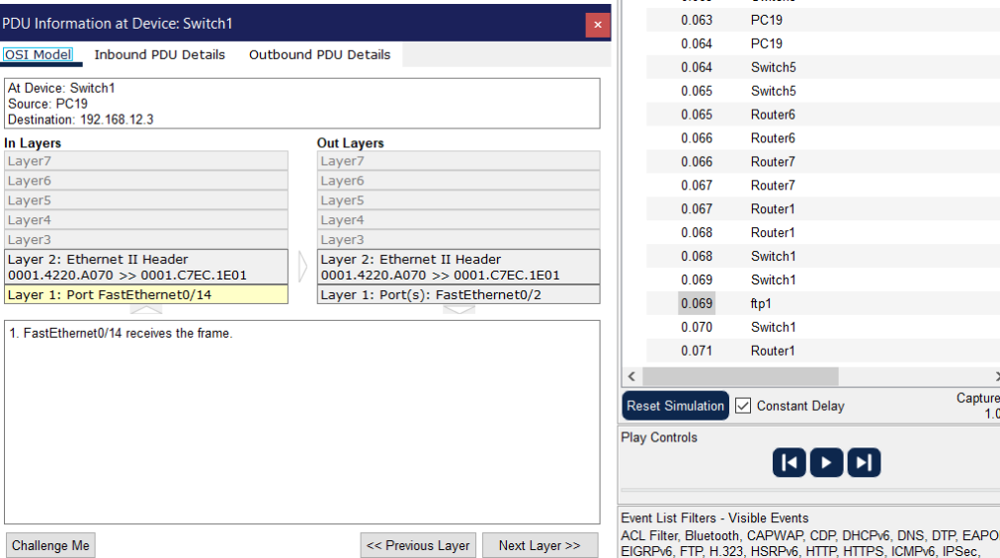 PDU Information at Device: Switch1
×
OSI Model Inbound PDU Details Outbound PDU Details
At Device: Switch1
Source: PC19
Destination: 192.168.12.3
In Layers
Layer7
Layer6
Layer5
Layer4
Layer3
Layer 2: Ethernet II Header
0001.4220.A070 >> 0001.C7EC.1E01
Layer 1: Port FastEthernet0/14
Out Layers
Layer7
Layer6
Layer5
Layer4
Layer3
Layer 2: Ethernet II Header
0001.4220.A070 >> 0001.C7EC.1E01
Layer 1: Port(s): FastEthernet0/2
1. FastEthernet0/14 receives the frame.
Challenge Me
<< Previous Layer
Next Layer >>
0.063 PC19
0.064 PC19
0.064 Switch5
0.065 Switch5
0.065 Router6
0.066 Router6
0.066 Router7
0.067 Router7
0.067 Router1
0.068 Router1
0.068 Switch1
0.069 Switch1
0.069 ftp1
0.070 Switch1
0.071 Router1
Reset Simulation Constant Delay
Capture
1.0
Play Controls
Event List Filters - Visible Events
ACL Filter, Bluetooth, CAPWAP, CDP, DHCPv6, DNS, DTP, EAPO
EIGRPv6, FTP, H.323, HSRPv6, HTTP, HTTPS, ICMPv6, IPSec,